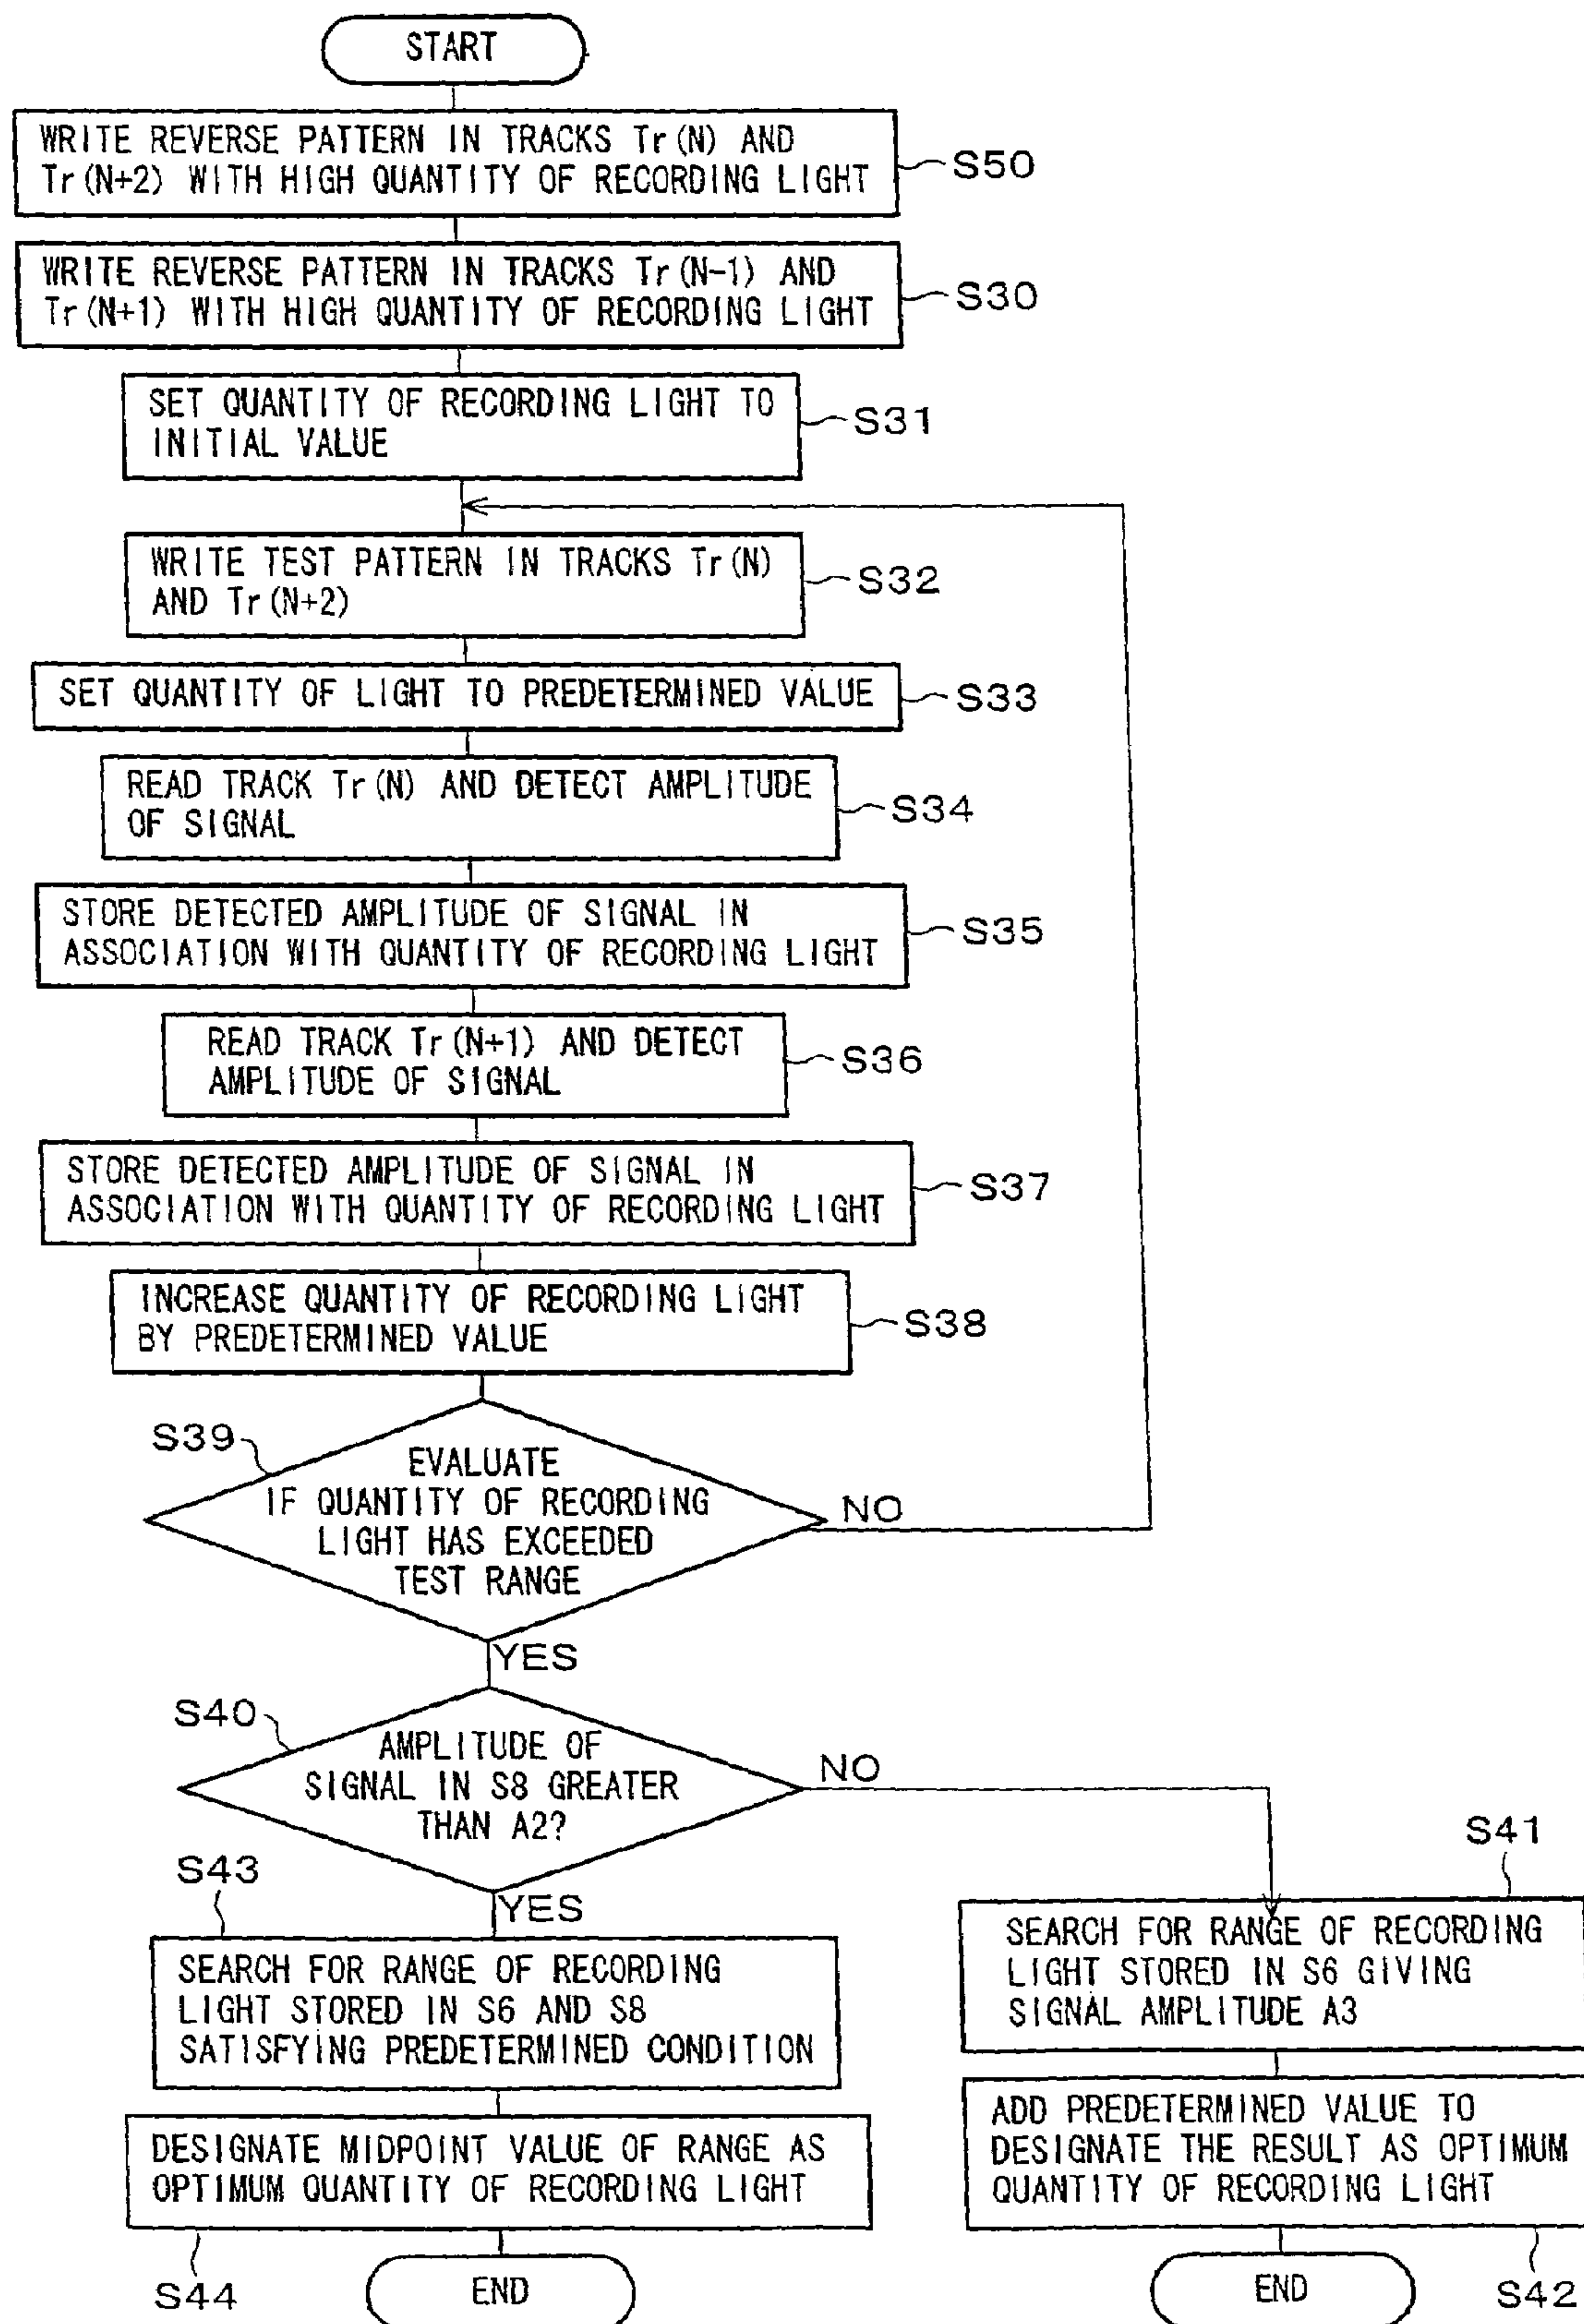 START
WRITE REVERSE PATTERN IN TRACKS Tr(N) AND
Tr(N+2) WITH HIGH QUANTITY OF RECORDING LIGHT
S50
WRITE REVERSE PATTERN IN TRACKS Tr(N-1) AND
Tr(N+1) WITH HIGH QUANTITY OF RECORDING LIGHT
S30
SET QUANTITY OF RECORDING LIGHT TO
INITIAL VALUE
S31
WRITE TEST PATTERN IN TRACKS Tr(N)
AND Tr(N+2)
S32
SET QUANTITY OF LIGHT TO PREDETERMINED VALUE
S33
READ TRACK Tr(N) AND DETECT AMPLITUDE
OF SIGNAL
S34
STORE DETECTED AMPLITUDE OF SIGNAL IN
ASSOCIATION WITH QUANTITY OF RECORDING LIGHT
S35
READ TRACK Tr(N+1) AND DETECT
AMPLITUDE OF SIGNAL
S36
STORE DETECTED AMPLITUDE OF SIGNAL IN
ASSOCIATION WITH QUANTITY OF RECORDING LIGHT
S37
INCREASE QUANTITY OF RECORDING LIGHT
BY PREDETERMINED VALUE
S38
S39
EVALUATE
IF QUANTITY OF RECORDING
LIGHT HAS EXCEEDED
TEST RANGE
NO
YES
S40
AMPLITUDE OF
SIGNAL IN S8 GREATER
THAN A2?
NO
YES
S43
SEARCH FOR RANGE OF RECORDING
LIGHT STORED IN S6 AND S8
SATISFYING PREDETERMINED CONDITION
DESIGNATE MIDPOINT VALUE OF RANGE AS
OPTIMUM QUANTITY OF RECORDING LIGHT
S44
END
S41
SEARCH FOR RANGE OF RECORDING
LIGHT STORED IN S6 GIVING
SIGNAL AMPLITUDE A3
ADD PREDETERMINED VALUE TO
DESIGNATE THE RESULT AS OPTIMUM
QUANTITY OF RECORDING LIGHT
S42
END